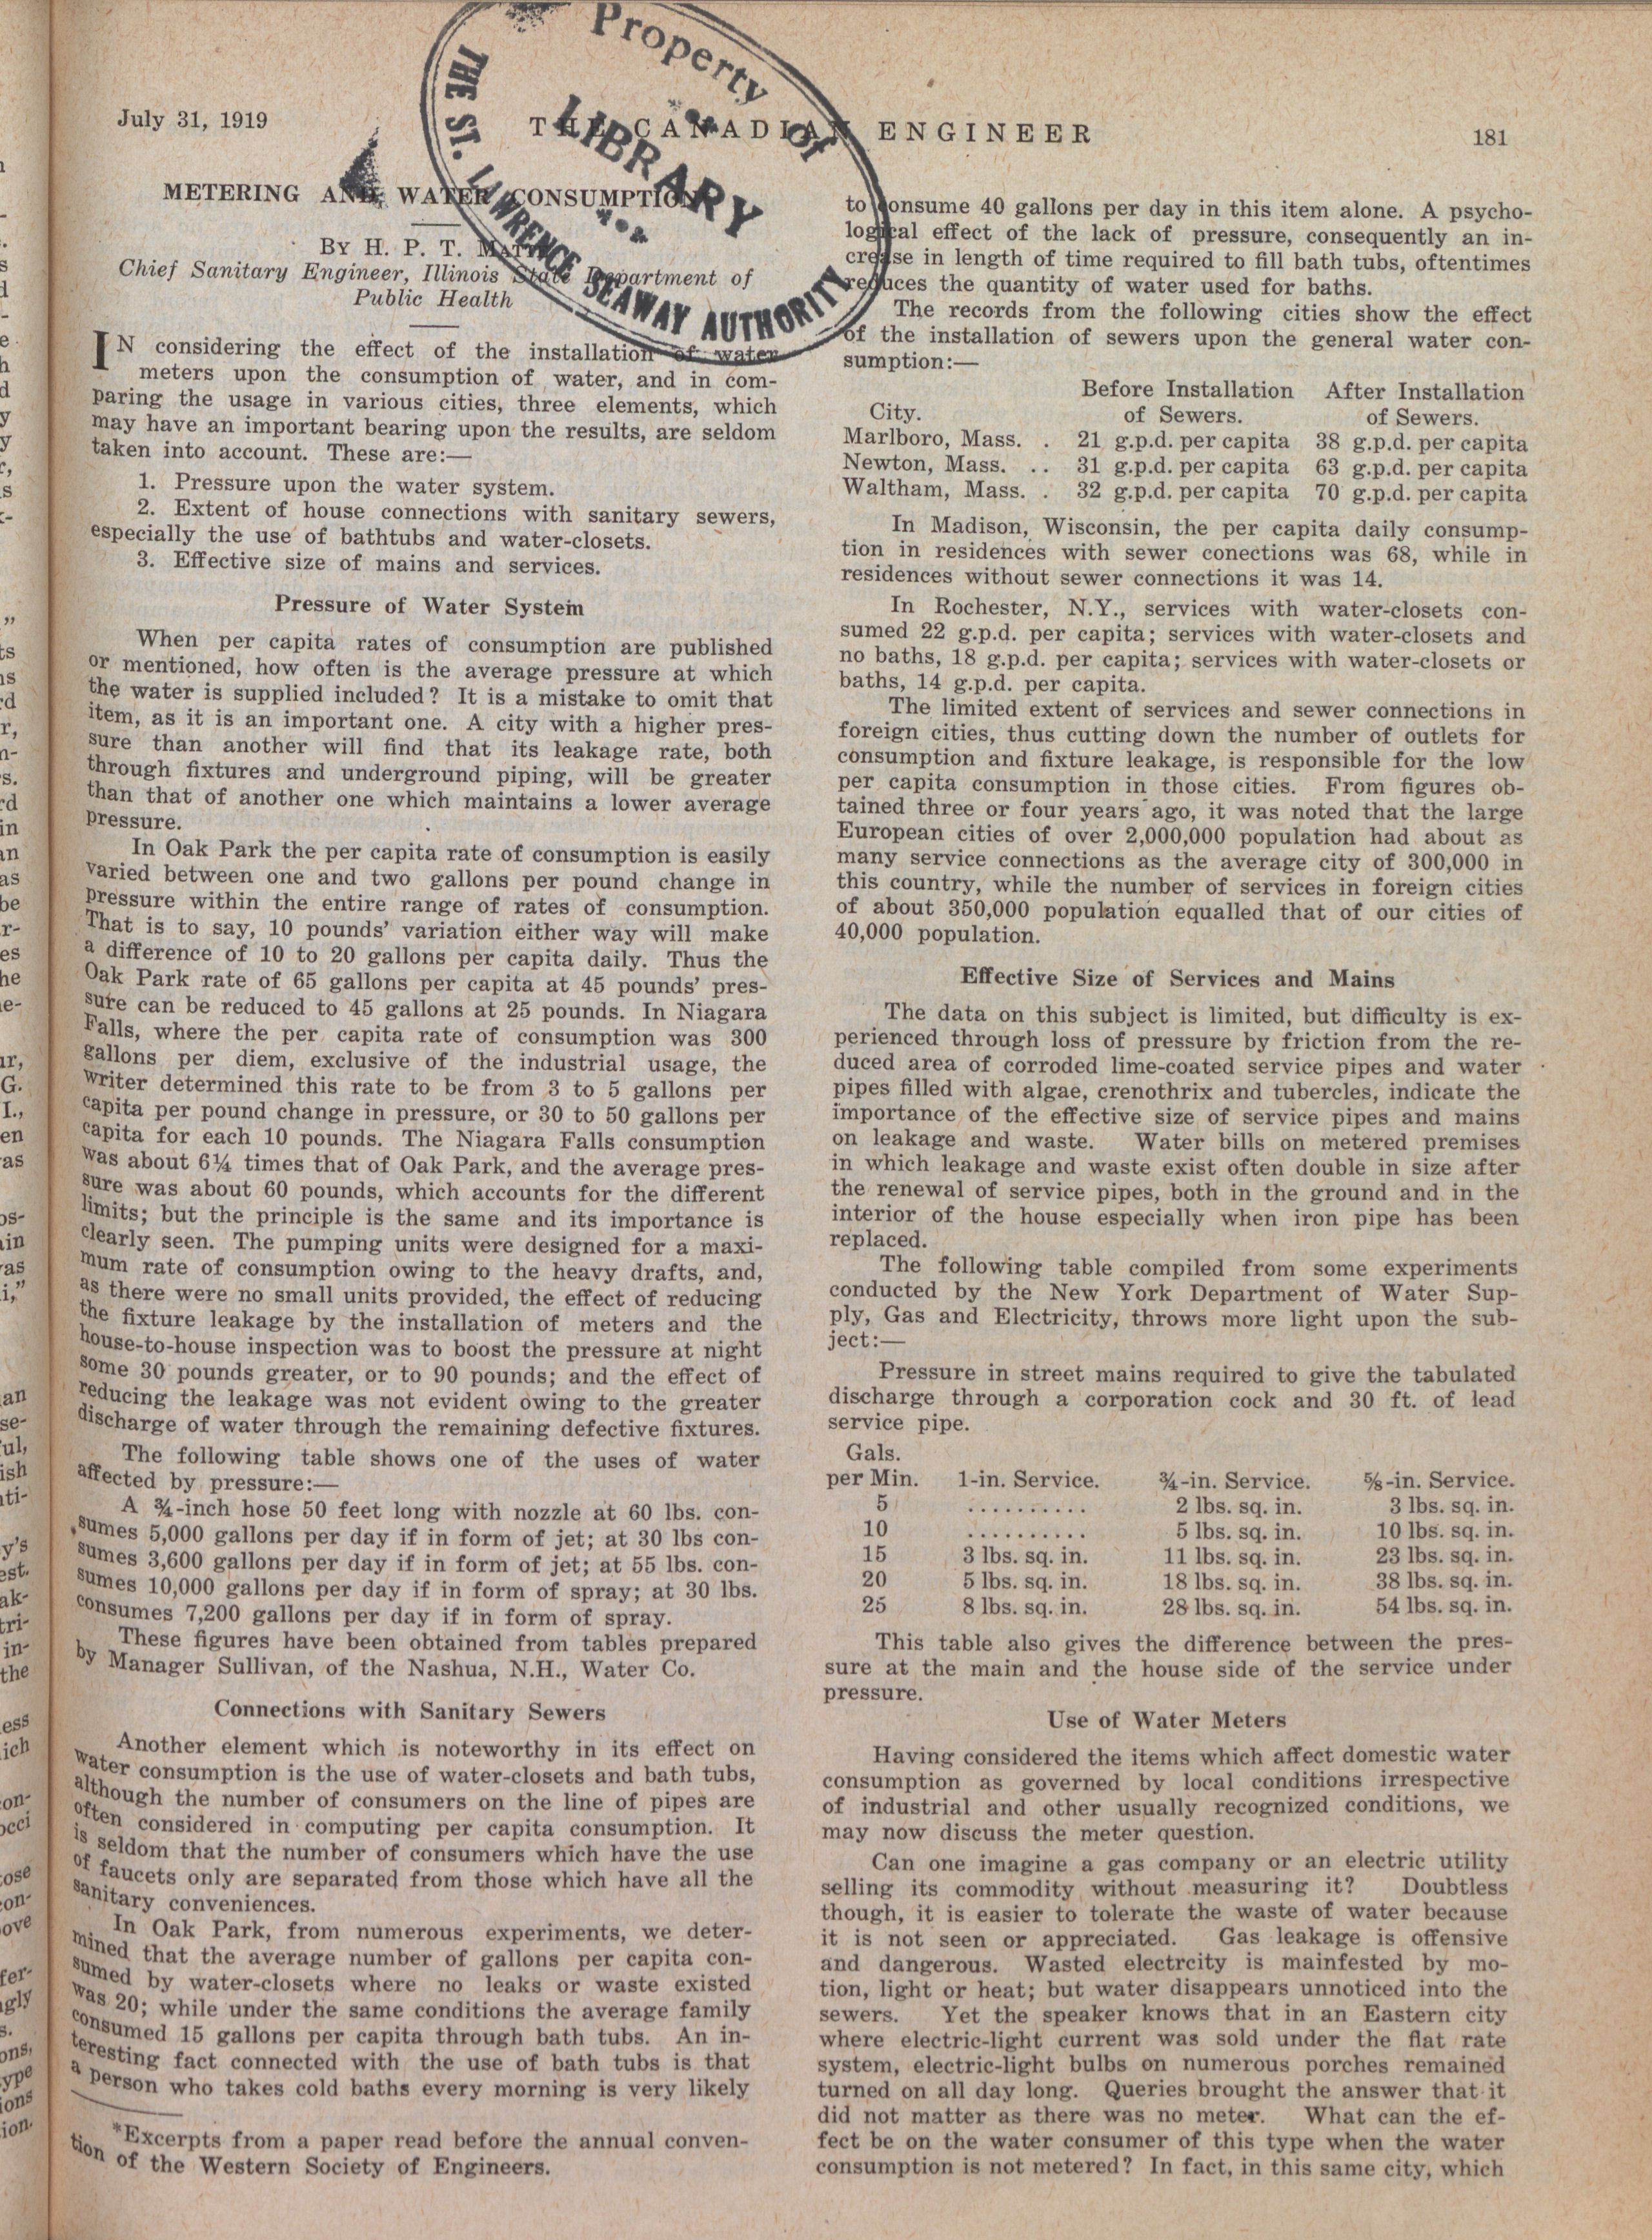 July 31, 1919
THE CANADIAN ENGINEER
181
Property of
LIBRARY
THE ST. LAWRENCE SEAWAY AUTHORITY
METERING AND WATER CONSUMPTION
By H. P. T.
Chief Sanitary Engineer, Illinois State Department of
Public Health
IN considering the effect of the installation of water
meters upon the consumption of water, and in com-
paring the usage in various cities, three elements, which
may have an important bearing upon the results, are seldom
taken into account. These are:—
1. Pressure upon the water system.
2. Extent of house connections with sanitary sewers,
especially the use of bathtubs and water-closets.
3. Effective size of mains and services.
Pressure of Water System
When per capita rates of consumption are published
or mentioned, how often is the average pressure at which
the water is supplied included? It is a mistake to omit that
item, as it is an important one. A city with a higher pres-
sure than another will find that its leakage rate, both
through fixtures and underground piping, will be greater
than that of another one which maintains a lower average
pressure.
In Oak Park the per capita rate of consumption is easily
varied between one and two gallons per pound change in
pressure within the entire range of rates of consumption.
That is to say, 10 pounds' variation either way will make
a difference of 10 to 20 gallons per capita daily. Thus the
Oak Park rate of 65 gallons per capita at 45 pounds' pres-
sure can be reduced to 45 gallons at 25 pounds. In Niagara
Falls, where the per capita rate of consumption was 300
gallons per diem, exclusive of the industrial usage, the
writer determined this rate to be from 3 to 5 gallons per
capita per pound change in pressure, or 30 to 50 gallons per
capita for each 10 pounds. The Niagara Falls consumption
was about 6¼ times that of Oak Park, and the average pres-
sure was about 60 pounds, which accounts for the different
limits; but the principle is the same and its importance is
clearly seen. The pumping units were designed for a maxi-
mum rate of consumption owing to the heavy drafts, and,
as there were no small units provided, the effect of reducing
the fixture leakage by the installation of meters and the
house-to-house inspection was to boost the pressure at night
some 30 pounds greater, or to 90 pounds; and the effect of
reducing the leakage was not evident owing to the greater
discharge of water through the remaining defective fixtures.
The following table shows one of the uses of water
affected by pressure:—
A ¾-inch hose 50 feet long with nozzle at 60 lbs. con-
sumes 5,000 gallons per day if in form of jet; at 30 lbs con-
sumes 3,600 gallons per day if in form of jet; at 55 lbs. con-
sumes 10,000 gallons per day if in form of spray; at 30 lbs.
consumes 7,200 gallons per day if in form of spray.
These figures have been obtained from tables prepared
by Manager Sullivan, of the Nashua, N.H., Water Co.
Connections with Sanitary Sewers
Another element which is noteworthy in its effect on
water consumption is the use of water-closets and bath tubs,
although the number of consumers on the line of pipes are
often considered in computing per capita consumption. It
is seldom that the number of consumers which have the use
of faucets only are separated from those which have all the
sanitary conveniences.
In Oak Park, from numerous experiments, we deter-
mined that the average number of gallons per capita con-
sumed by water-closets where no leaks or waste existed
was 20; while under the same conditions the average family
consumed 15 gallons per capita through bath tubs. An in-
teresting fact connected with the use of bath tubs is that
a person who takes cold baths every morning is very likely
*Excerpts from a paper read before the annual conven-
tion of the Western Society of Engineers.
to consume 40 gallons per day in this item alone. A psycho-
logical effect of the lack of pressure, consequently an in-
crease in length of time required to fill bath tubs, oftentimes
reduces the quantity of water used for baths.
The records from the following cities show the effect
of the installation of sewers upon the general water con-
sumption:—
Before Installation After Installation
City. of Sewers. of Sewers.
Marlboro, Mass. . 21 g.p.d. per capita 38 g.p.d. per capita
Newton, Mass. .. 31 g.p.d. per capita 63 g.p.d. per capita
Waltham, Mass. . 32 g.p.d. per capita 70 g.p.d. per capita
In Madison, Wisconsin, the per capita daily consump-
tion in residences with sewer conections was 68, while in
residences without sewer connections it was 14.
In Rochester, N.Y., services with water-closets con-
sumed 22 g.p.d. per capita; services with water-closets and
no baths, 18 g.p.d. per capita; services with water-closets or
baths, 14 g.p.d. per capita.
The limited extent of services and sewer connections in
foreign cities, thus cutting down the number of outlets for
consumption and fixture leakage, is responsible for the low
per capita consumption in those cities. From figures ob-
tained three or four years ago, it was noted that the large
European cities of over 2,000,000 population had about as
many service connections as the average city of 300,000 in
this country, while the number of services in foreign cities
of about 350,000 population equalled that of our cities of
40,000 population.
Effective Size of Services and Mains
The data on this subject is limited, but difficulty is ex-
perienced through loss of pressure by friction from the re-
duced area of corroded lime-coated service pipes and water
pipes filled with algae, crenothrix and tubercles, indicate the
importance of the effective size of service pipes and mains
on leakage and waste. Water bills on metered premises
in which leakage and waste exist often double in size after
the renewal of service pipes, both in the ground and in the
interior of the house especially when iron pipe has been
replaced.
The following table compiled from some experiments
conducted by the New York Department of Water Sup-
ply, Gas and Electricity, throws more light upon the sub-
ject:—
Pressure in street mains required to give the tabulated
discharge through a corporation cock and 30 ft. of lead
service pipe.
Gals.
per Min. 1-in. Service. ¾-in. Service. ⅝-in. Service.
5 .......... 2 lbs. sq. in. 3 lbs. sq. in.
10 .......... 5 lbs. sq. in. 10 lbs. sq. in.
15 3 lbs. sq. in. 11 lbs. sq. in. 23 lbs. sq. in.
20 5 lbs. sq. in. 18 lbs. sq. in. 38 lbs. sq. in.
25 8 lbs. sq. in. 28 lbs. sq. in. 54 lbs. sq. in.
This table also gives the difference between the pres-
sure at the main and the house side of the service under
pressure.
Use of Water Meters
Having considered the items which affect domestic water
consumption as governed by local conditions irrespective
of industrial and other usually recognized conditions, we
may now discuss the meter question.
Can one imagine a gas company or an electric utility
selling its commodity without measuring it? Doubtless
though, it is easier to tolerate the waste of water because
it is not seen or appreciated. Gas leakage is offensive
and dangerous. Wasted electrcity is mainfested by mo-
tion, light or heat; but water disappears unnoticed into the
sewers. Yet the speaker knows that in an Eastern city
where electric-light current was sold under the flat rate
system, electric-light bulbs on numerous porches remained
turned on all day long. Queries brought the answer that it
did not matter as there was no meter. What can the ef-
fect be on the water consumer of this type when the water
consumption is not metered? In fact, in this same city, which